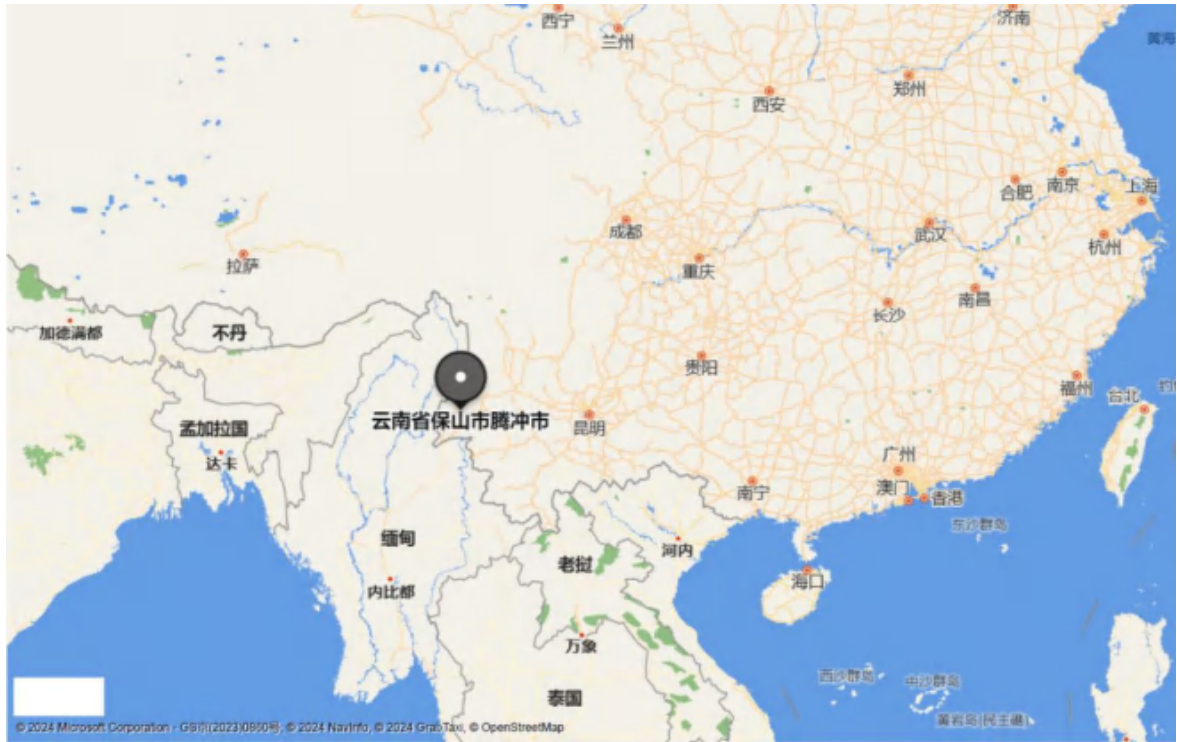 西宁
兰州
济南
黄海
西安
郑州
合肥
南京
上海
成都
武汉
杭州
拉萨
重庆
南昌
长沙
加德满都
不丹
贵阳
福州
台北
云南省保山市腾冲市
昆明
孟加拉国
达卡
广州
南宁
澳门
香港
东沙群岛
缅甸
河内
老挝
海口
内比都
万象
西沙群岛
中沙群岛
泰国
黄岩岛(民主礁)
© 2024 Microsoft Corporation - GS(2023)0860号, © 2024 NavInfo, © 2024 GrabTaxi, © OpenStreetMap